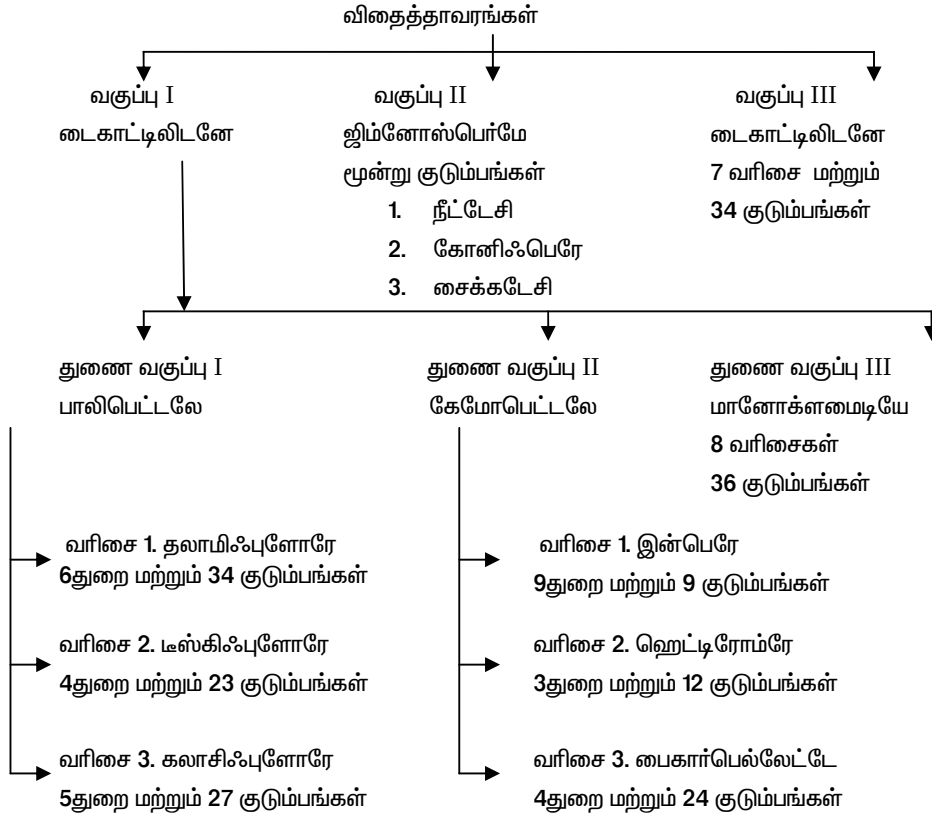 விதைத்தாவரங்கள்
வகுப்பு I
டைகாட்டிலிடனே
வகுப்பு II
ஜிம்னோஸ்பெர்மே
மூன்று குடும்பங்கள்
1. நீட்டேசி
2. கோனிஃபெரே
3. சைக்கடேசி
வகுப்பு III
டைகாட்டிலிடனே
7 வரிசை மற்றும்
34 குடும்பங்கள்
துணை வகுப்பு I
பாலிபெட்டலே
துணை வகுப்பு II
கேமோபெட்டலே
துணை வகுப்பு III
மானோக்ளமைடியே
8 வரிசைகள்
36 குடும்பங்கள்
வரிசை 1. தலாமிஃபுளோரே
6துறை மற்றும் 34 குடும்பங்கள்
வரிசை 2. டீஸ்கிஃபுளோரே
4துறை மற்றும் 23 குடும்பங்கள்
வரிசை 3. கலாசிஃபுளோரே
5துறை மற்றும் 27 குடும்பங்கள்
வரிசை 1. இன்பெரே
9துறை மற்றும் 9 குடும்பங்கள்
வரிசை 2. ஹெட்டிரோம்ரே
3துறை மற்றும் 12 குடும்பங்கள்
வரிசை 3. பைகார்பெல்லேட்டே
4துறை மற்றும் 24 குடும்பங்கள்